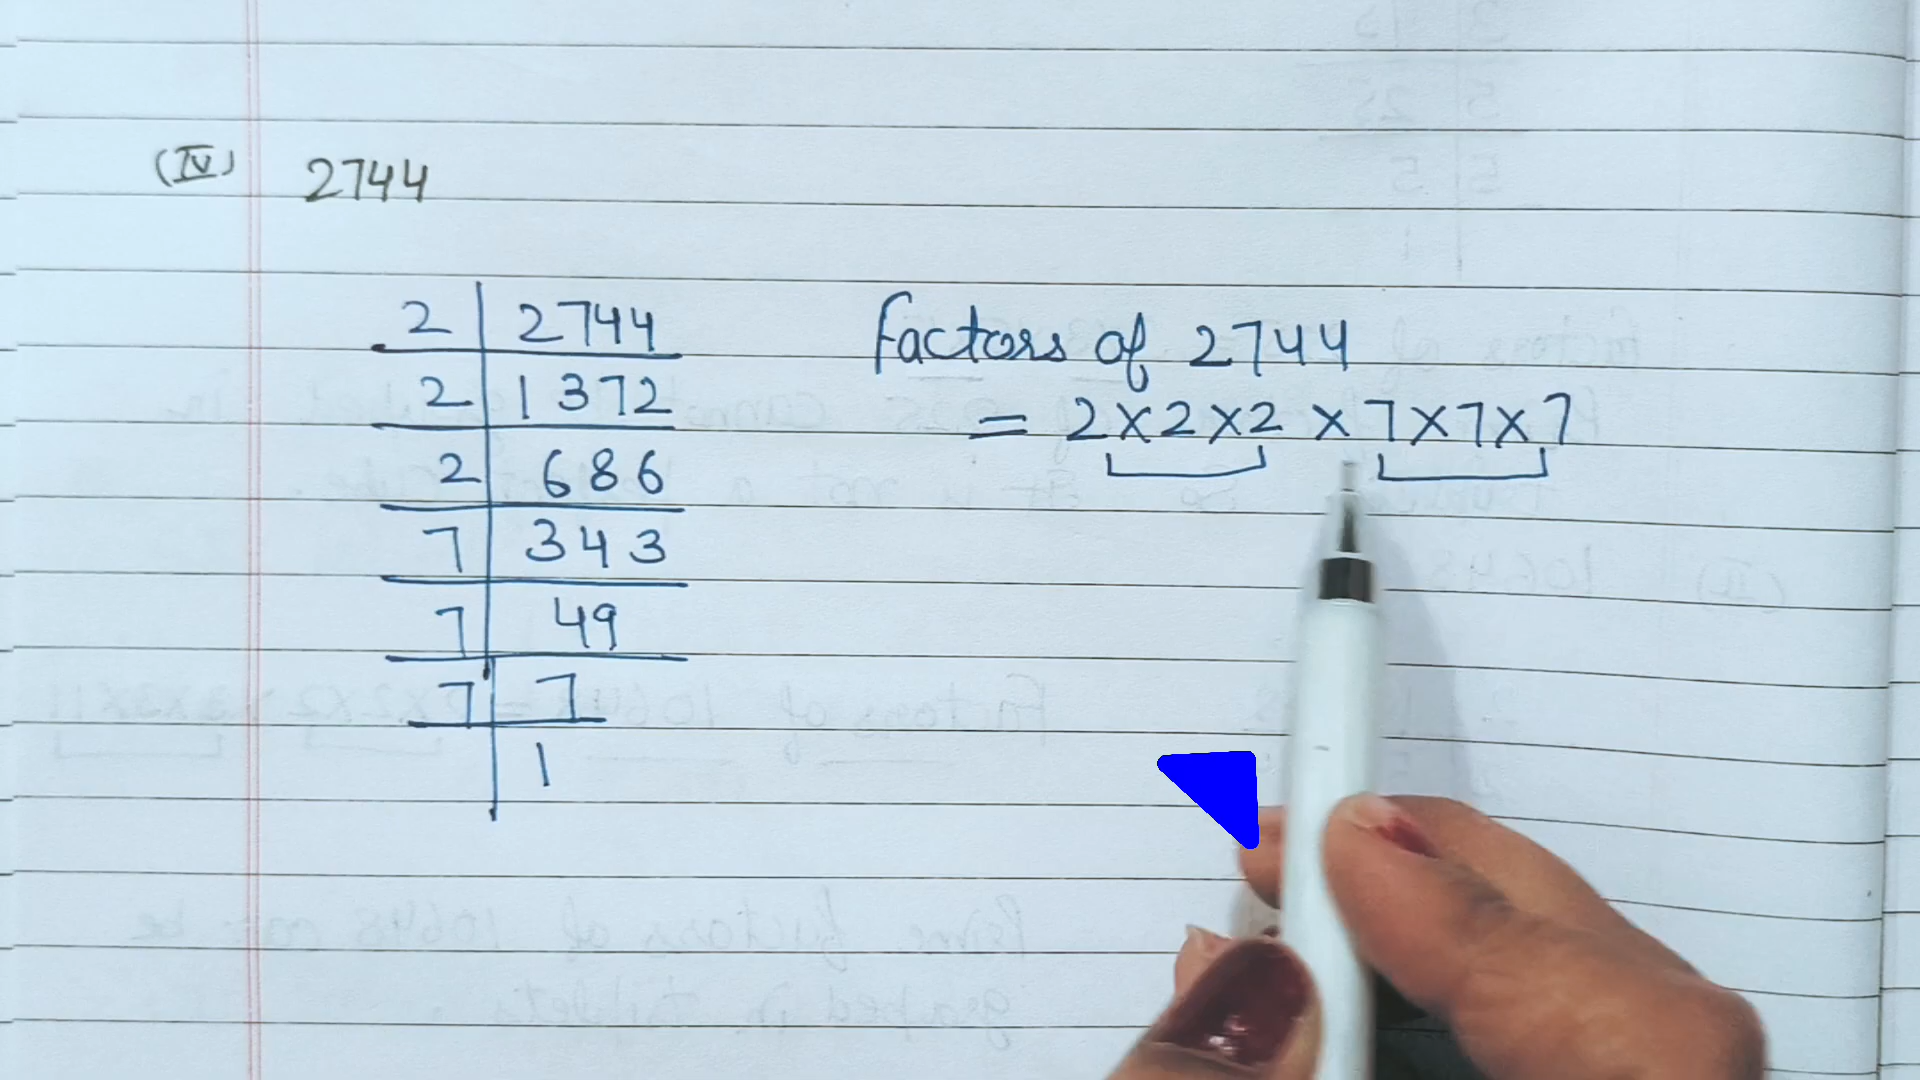 (IV) 2744
2 | 2744
2 | 1372
2 | 686
7 | 343
7 | 49
7 | 7
1
Factors of 2744
= 2×2×2 × 7×7×7